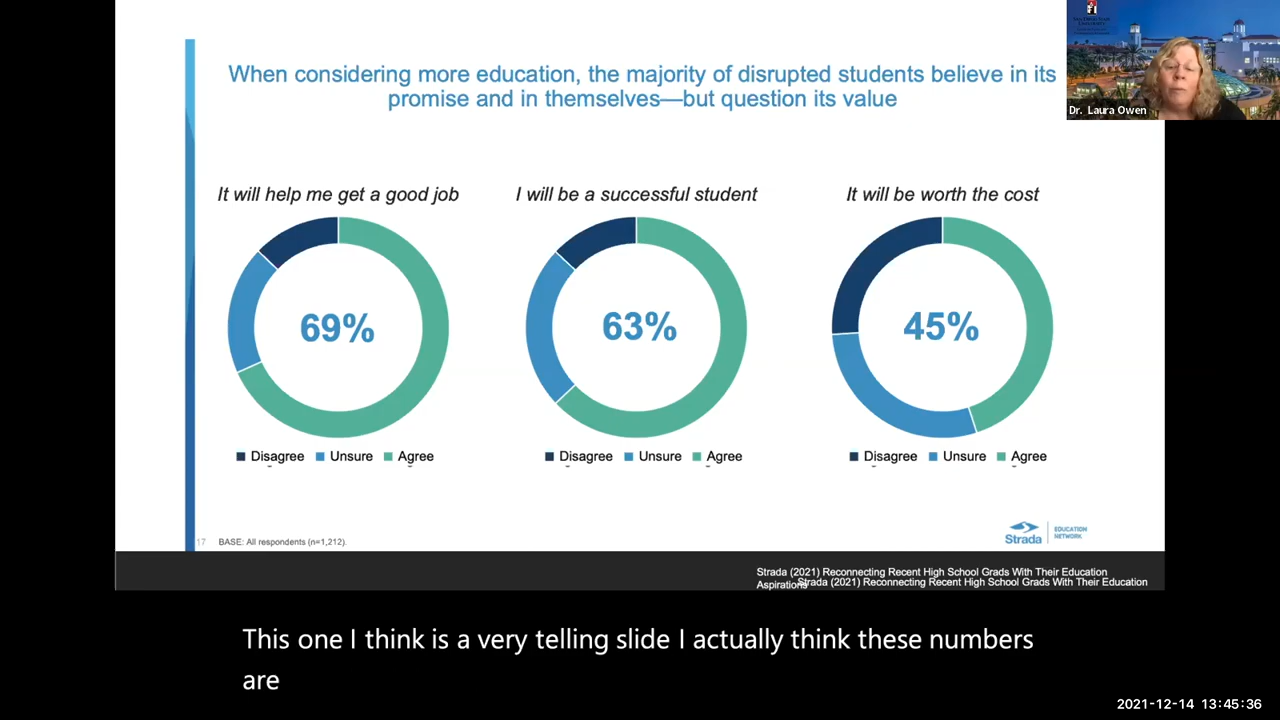 When considering more education, the majority of disrupted students believe in its
promise and in themselves—but question its value
Dr. Laura Owen
It will help me get a good job
I will be a successful student
It will be worth the cost
69%
63%
45%
Disagree Unsure Agree
Disagree Unsure Agree
Disagree Unsure Agree
17 BASE: All respondents (n=1,212).
Strada EDUCATION
NETWORK
Strada (2021) Reconnecting Recent High School Grads With Their Education
Aspirations
Strada (2021) Reconnecting Recent High School Grads With Their Education
This one I think is a very telling slide I actually think these numbers
are
2021-12-14 13:45:36